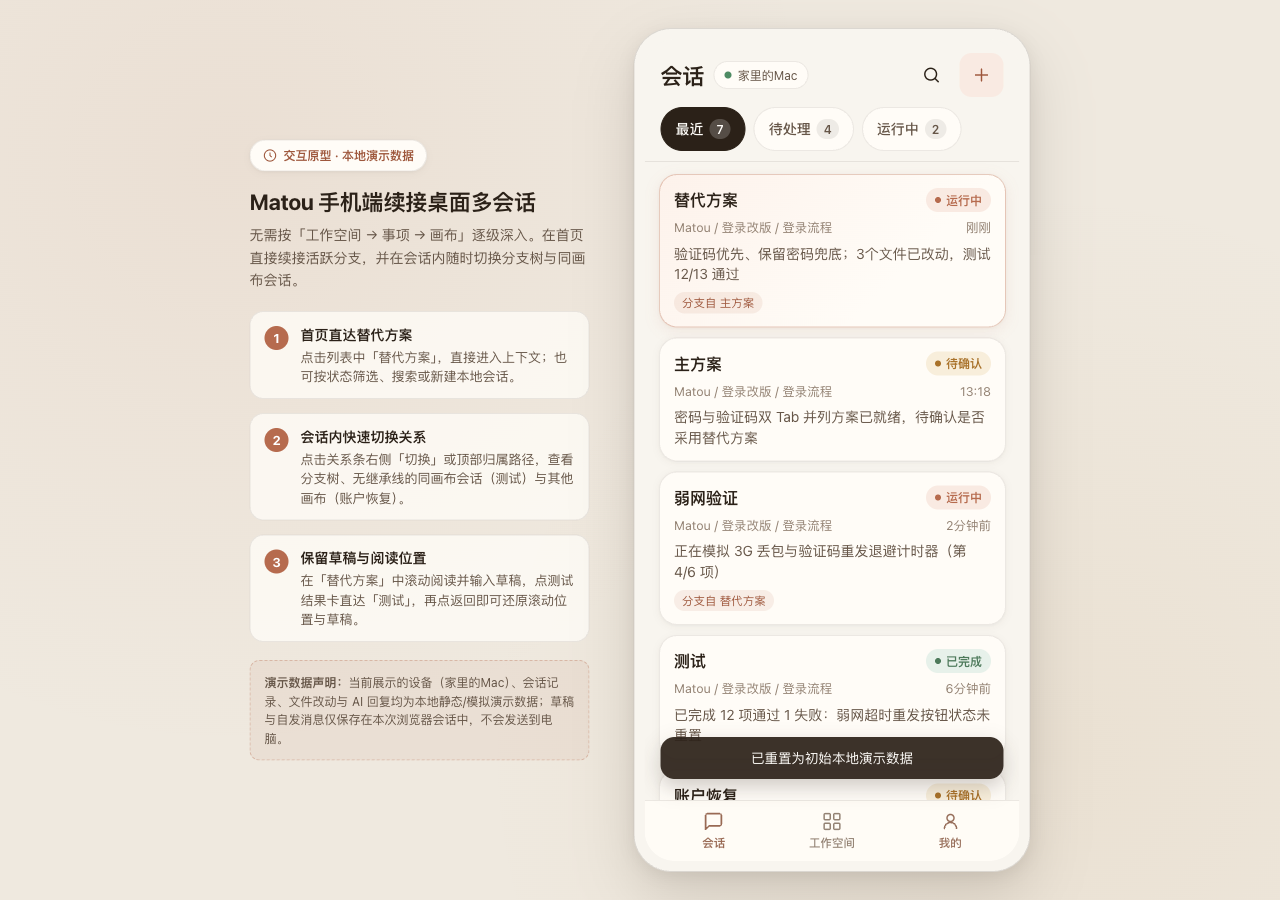 交互原型 · 本地演示数据
Matou 手机端续接桌面多会话
无需按「工作空间 → 事项 → 画布」逐级深入。在首页
直接续接活跃分支，并在会话内随时切换分支树与同画
布会话。
1
首页直达替代方案
点击列表中「替代方案」，直接进入上下文；也
可按状态筛选、搜索或新建本地会话。
2
会话内快速切换关系
点击关系条右侧「切换」或顶部归属路径，查看
分支树、无继承线的同画布会话（测试）与其他
画布（账户恢复）。
3
保留草稿与阅读位置
在「替代方案」中滚动阅读并输入草稿，点测试
结果卡直达「测试」，再点返回即可还原滚动位
置与草稿。
演示数据声明：当前展示的设备（家里的Mac）、会话记
录、文件改动与 AI 回复均为本地静态/模拟演示数据；草稿
与自发消息仅保存在本次浏览器会话中，不会发送到电
脑。
会话
家里的Mac
最近 7
待处理 4
运行中 2
替代方案
运行中
Matou / 登录改版 / 登录流程
刚刚
验证码优先、保留密码兜底；3个文件已改动，测试
12/13 通过
分支自 主方案
主方案
待确认
Matou / 登录改版 / 登录流程
13:18
密码与验证码双 Tab 并列方案已就绪，待确认是否
采用替代方案
弱网验证
运行中
Matou / 登录改版 / 登录流程
2分钟前
正在模拟 3G 丢包与验证码重发退避计时器（第
4/6 项）
分支自 替代方案
测试
已完成
Matou / 登录改版 / 登录流程
6分钟前
已完成 12 项通过 1 失败：弱网超时重发按钮状态未
重置
已重置为初始本地演示数据
账户恢复
待确认
会话
工作空间
我的